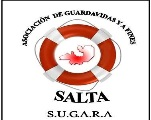 ASOCIACIÓN DE GUARDAVIDAS Y AFINES
SALTA
S.U.G.A.R.A